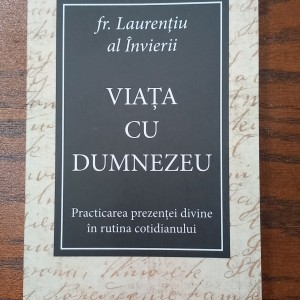 fr. Laurențiu
al Învierii
VIAȚA
CU
DUMNEZEU
Practicarea prezenței divine
în rutina cotidianului